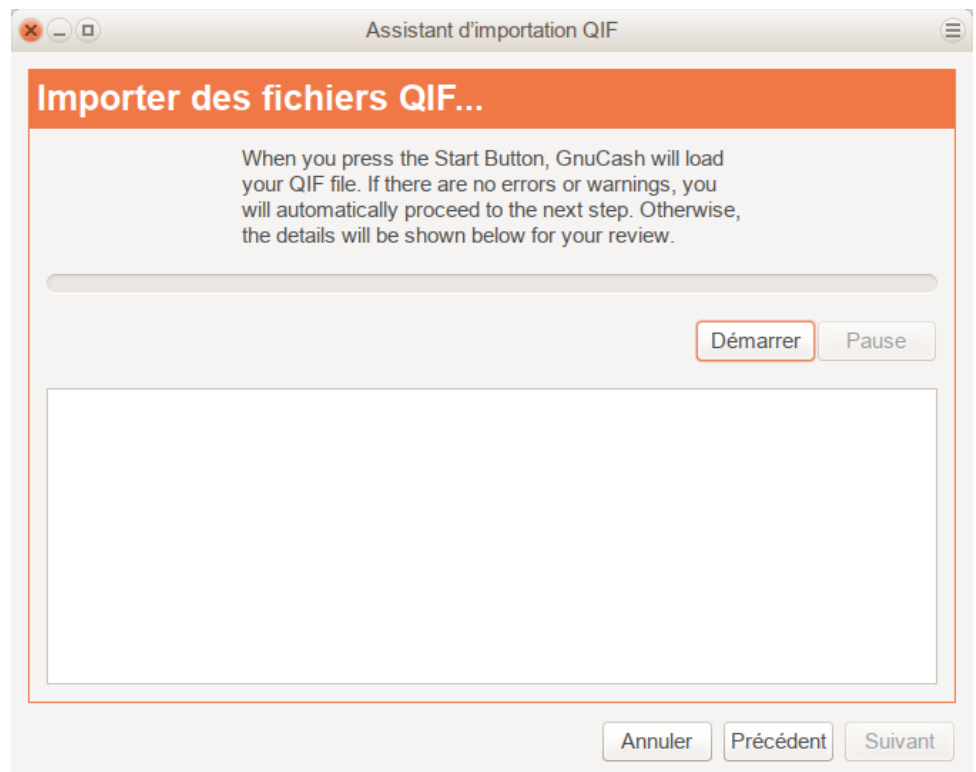 Assistant d'importation QIF
Importer des fichiers QIF...
When you press the Start Button, GnuCash will load
your QIF file. If there are no errors or warnings, you
will automatically proceed to the next step. Otherwise,
the details will be shown below for your review.
Démarrer Pause
Annuler Précédent Suivant